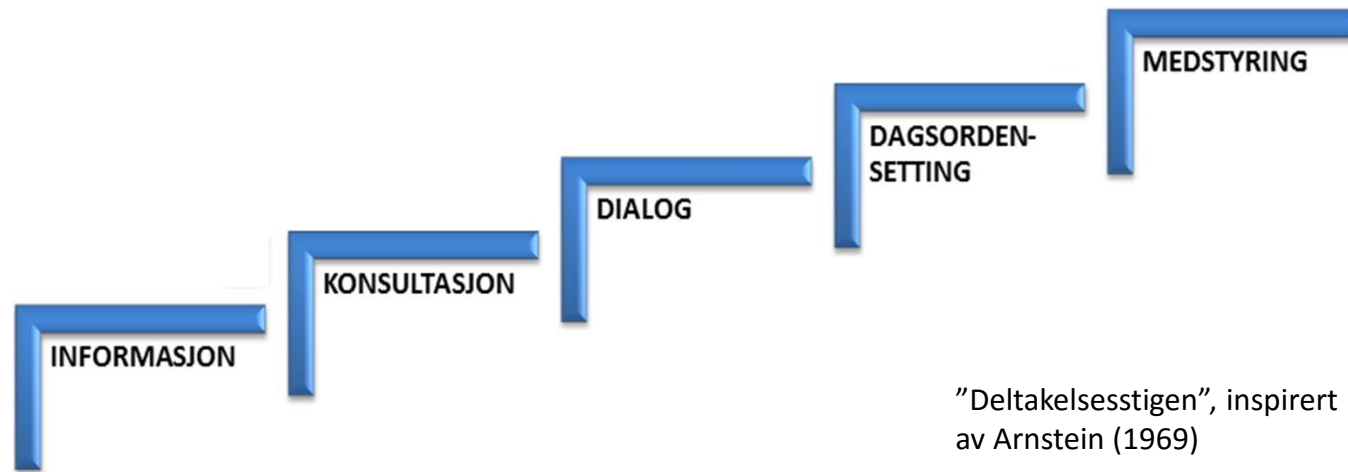 INFORMASJON
KONSULTASJON
DIALOG
DAGSORDEN-
SETTING
MEDSTYRING
”Deltakelsesstigen”, inspirert
av Arnstein (1969)